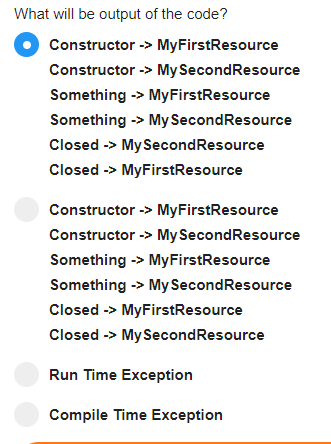 What will be output of the code?
Constructor -> MyFirstResource
Constructor -> MySecondResource
Something -> MyFirstResource
Something -> MySecondResource
Closed -> MySecondResource
Closed -> MyFirstResource
Constructor -> MyFirstResource
Constructor -> MySecondResource
Something -> MyFirstResource
Something -> MySecondResource
Closed -> MyFirstResource
Closed -> MySecondResource
Run Time Exception
Compile Time Exception